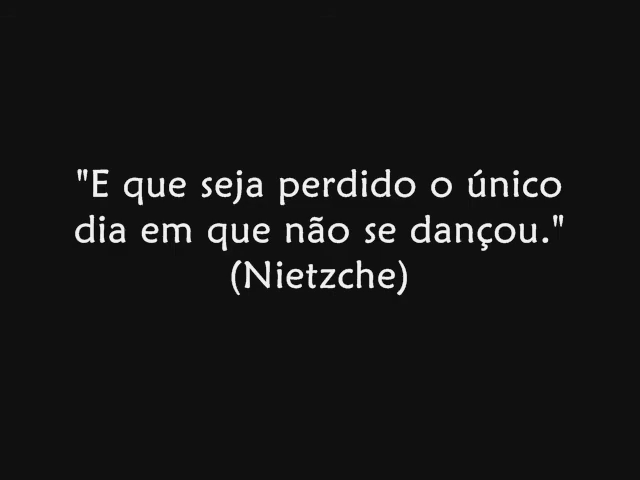 "E que seja perdido o único
dia em que não se dançou."
(Nietzche)